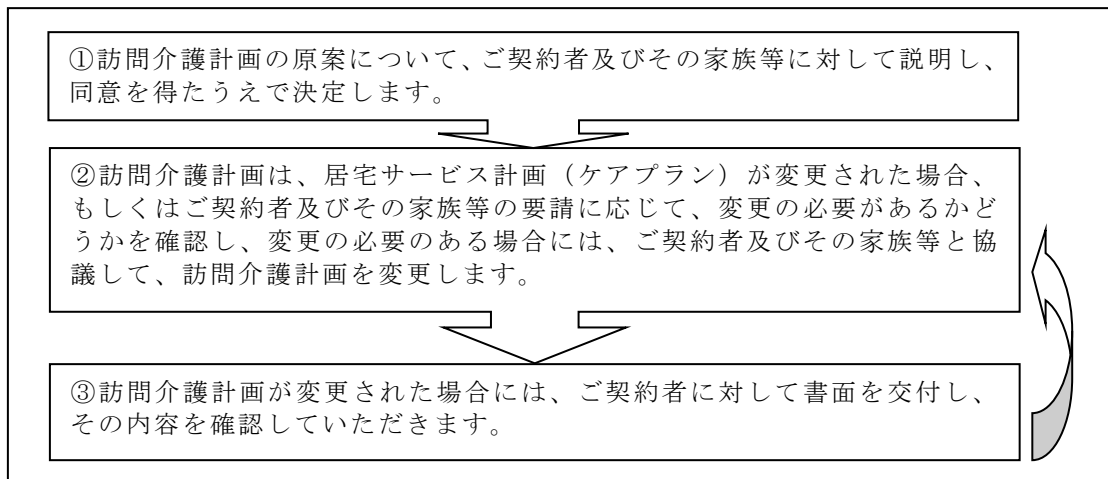 ①訪問介護計画の原案について、ご契約者及びその家族等に対して説明し、
同意を得たうえで決定します。
②訪問介護計画は、居宅サービス計画（ケアプラン）が変更された場合、
もしくはご契約者及びその家族等の要請に応じて、変更の必要があるかど
うかを確認し、変更の必要のある場合には、ご契約者及びその家族等と協
議して、訪問介護計画を変更します。
③訪問介護計画が変更された場合には、ご契約者に対して書面を交付し、
その内容を確認していただきます。